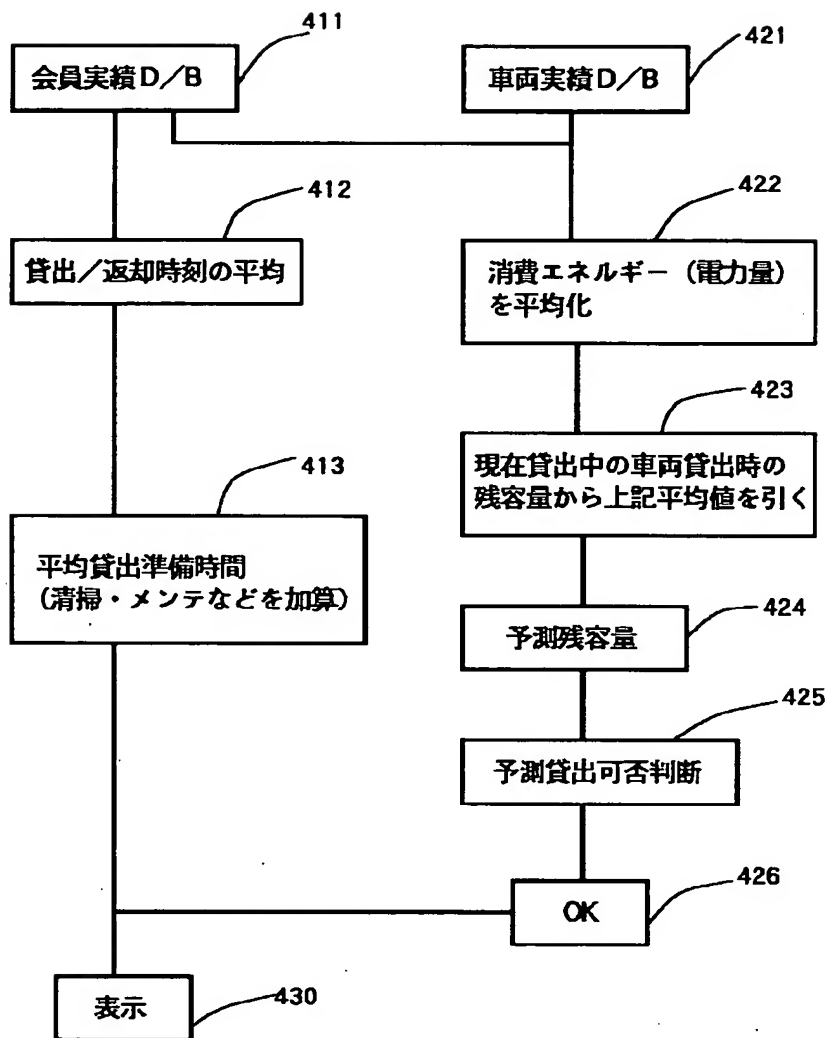 411
会員実績D/B
421
車両実績D/B
412
貸出/返却時刻の平均
422
消費エネルギー(電力量)
を平均化
423
現在貸出中の車両貸出時の
残容量から上記平均値を引く
413
平均貸出準備時間
(清掃・メンテなどを加算)
424
予測残容量
425
予測貸出可否判断
426
OK
430
表示